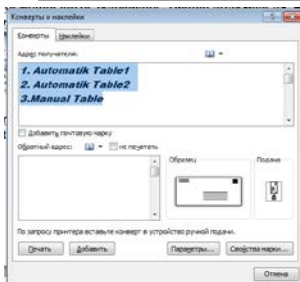 Конверты и наклейки
Конверты Наклейки
Адрес получателя:
1. Automatik Table1
2. Automatik Table2
3.Manual Table
Добавить почтовую марку
Обратный адрес: не печатать
Образец Подача
По запросу принтера вставьте конверт в устройство ручной подачи.
Печать Добавить Параметры... Свойства марки...
Отмена